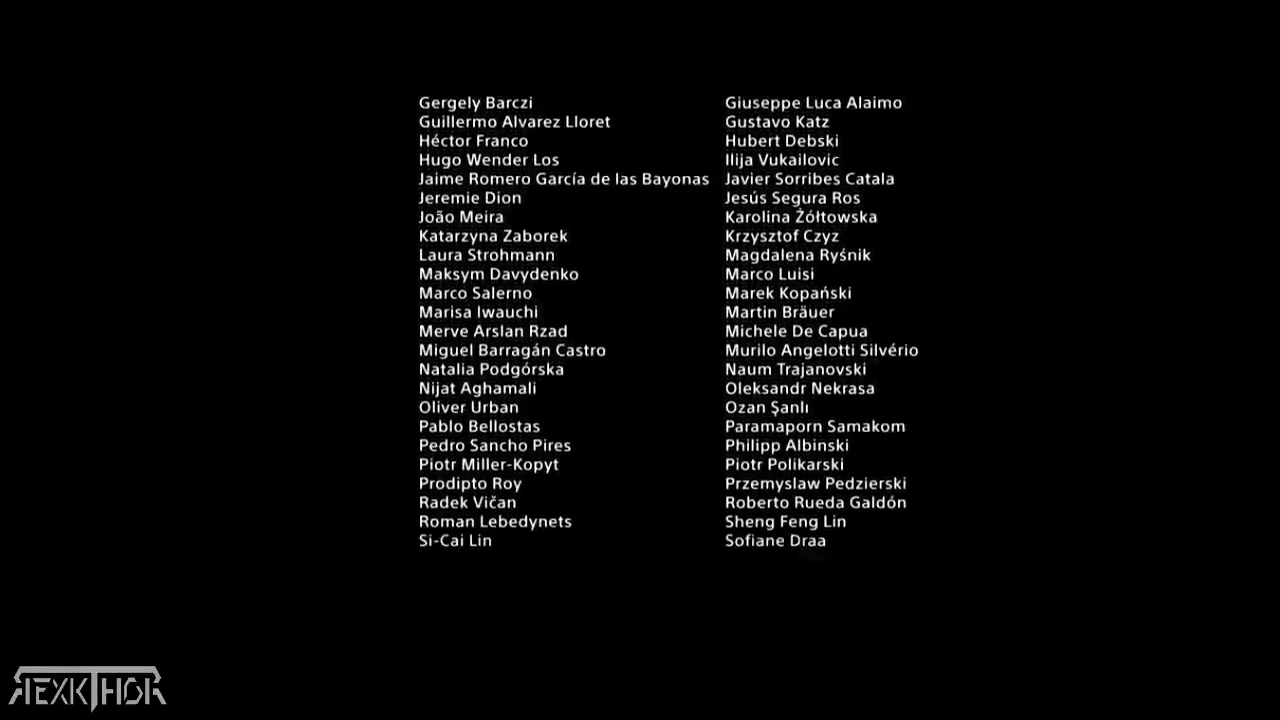 Gergely Barczi
Guillermo Alvarez Lloret
Héctor Franco
Hugo Wender Los
Jaime Romero García de las Bayonas
Jeremie Dion
João Meira
Katarzyna Zaborek
Laura Strohmann
Maksym Davydenko
Marco Salerno
Marisa Iwauchi
Merve Arslan Rzad
Miguel Barragán Castro
Natalia Podgórska
Nijat Aghamali
Oliver Urban
Pablo Bellostas
Pedro Sancho Pires
Piotr Miller-Kopyt
Prodipto Roy
Radek Vičan
Roman Lebedynets
Si-Cai Lin
Giuseppe Luca Alaimo
Gustavo Katz
Hubert Debski
Ilija Vukailovic
Javier Sorribes Catala
Jesús Segura Ros
Karolina Żółtowska
Krzysztof Czyz
Magdalena Ryśnik
Marco Luisi
Marek Kopański
Martin Bräuer
Michele De Capua
Murilo Angelotti Silvério
Naum Trajanovski
Oleksandr Nekrasa
Ozan Şanlı
Paramaporn Samakom
Philipp Albinski
Piotr Polikarski
Przemyslaw Pedzierski
Roberto Rueda Galdón
Sheng Feng Lin
Sofiane Draa